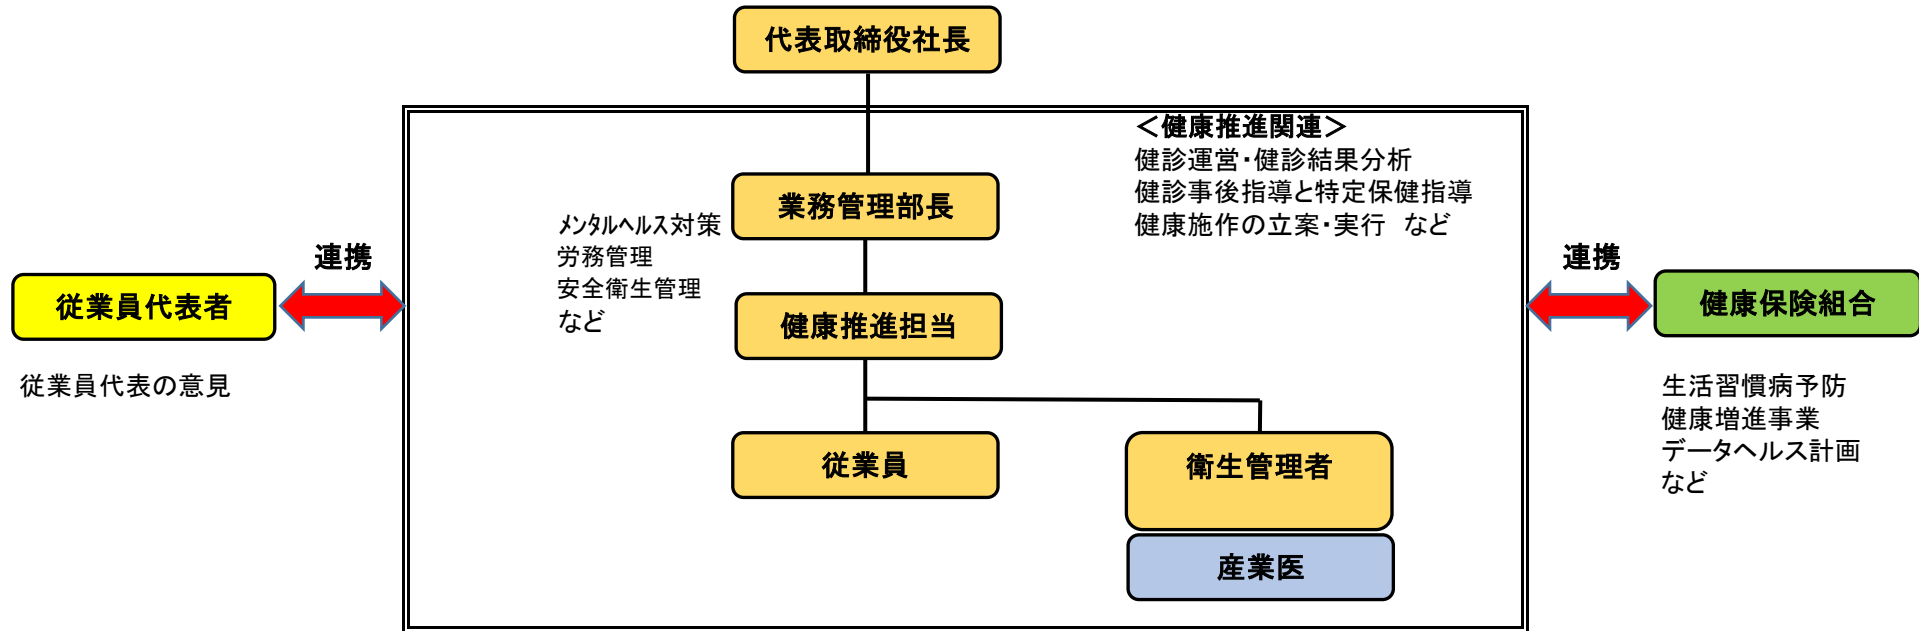 代表取締役社長
＜健康推進関連＞
健診運営・健診結果分析
健診事後指導と特定保健指導
健康施作の立案・実行　など
業務管理部長
メンタルヘルス対策
労務管理
安全衛生管理
など
連携
従業員代表者
従業員代表の意見
健康推進担当
連携
健康保険組合
生活習慣病予防
健康増進事業
データヘルス計画
など
従業員
衛生管理者
産業医